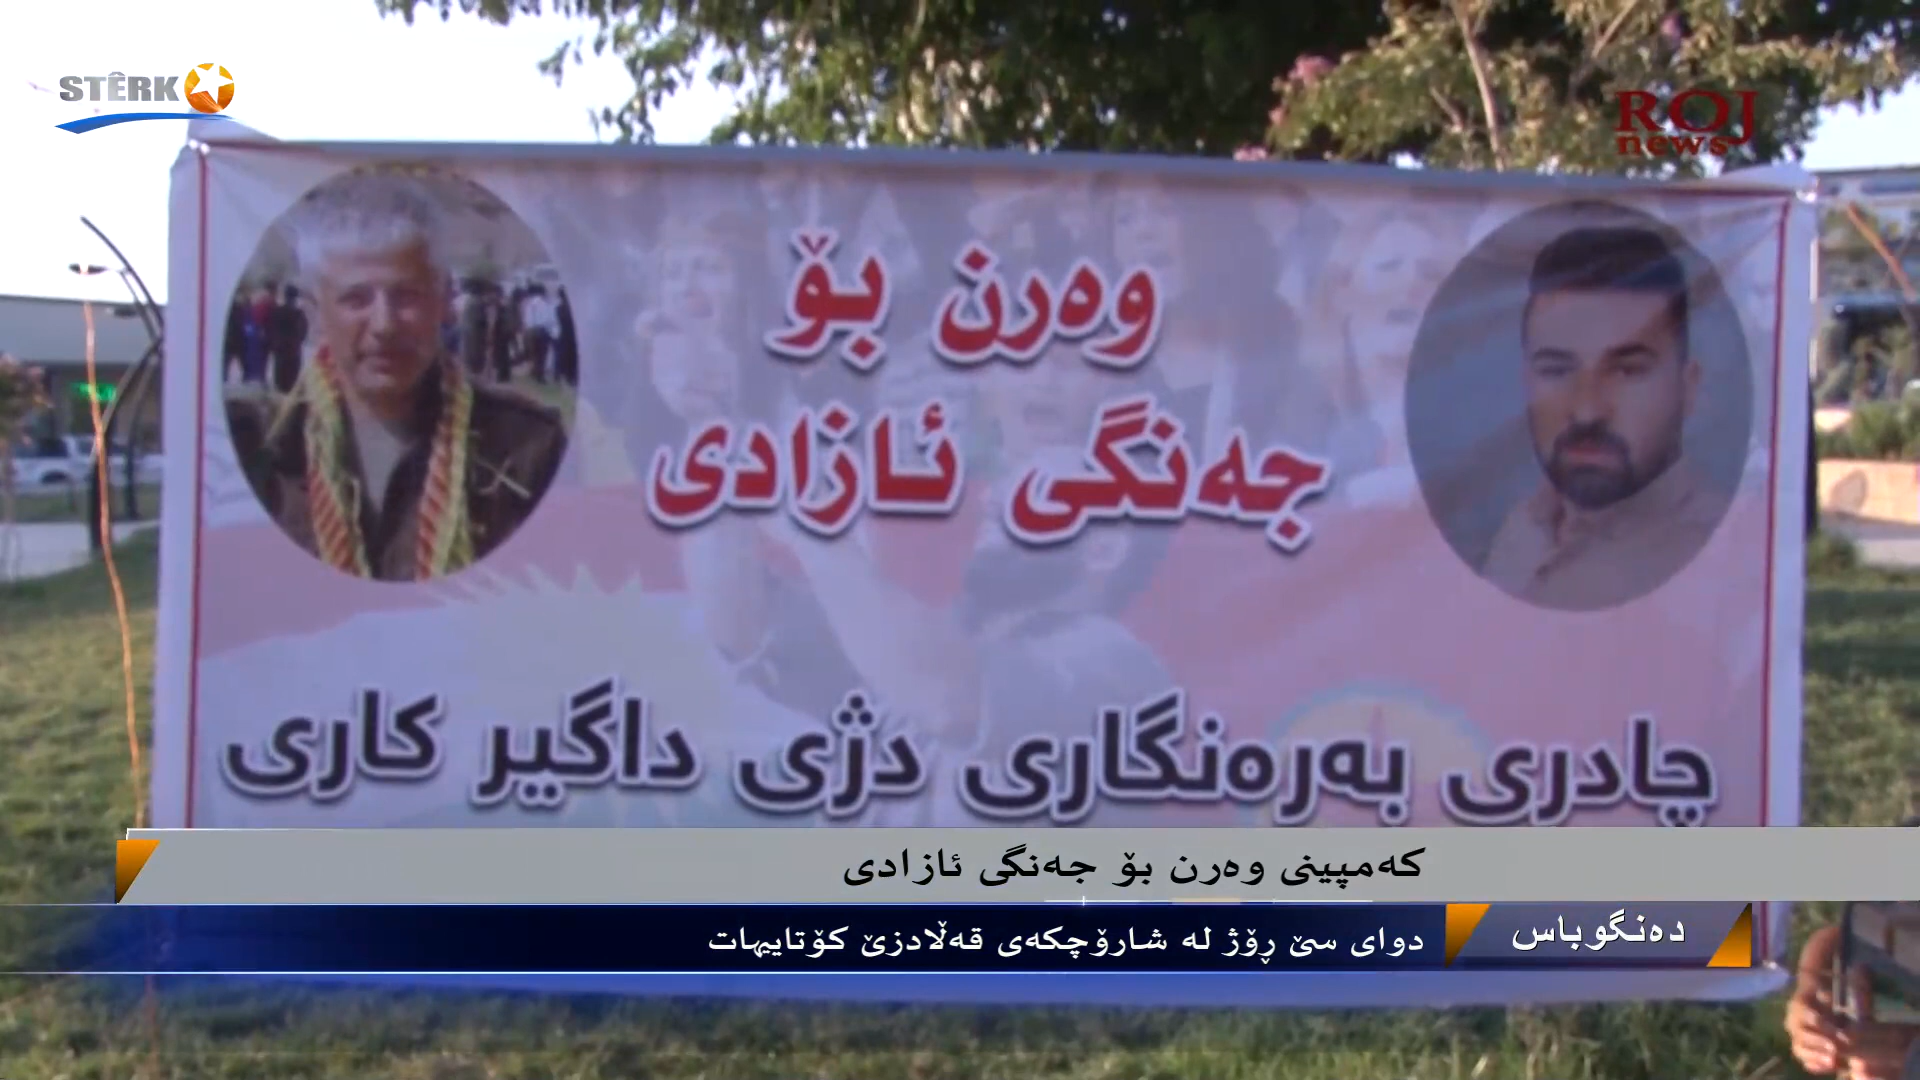 STÊRK
ROJ
news
وەرن بۆ
جەنگی ئازادی
چادری بەرەنگاری دژی داگیر کاری
کەمپینی وەرن بۆ جەنگی ئازادی
دەنگوباس
دوای سێ ڕۆژ لە شارۆچکەی قەڵادزێ کۆتاییهات